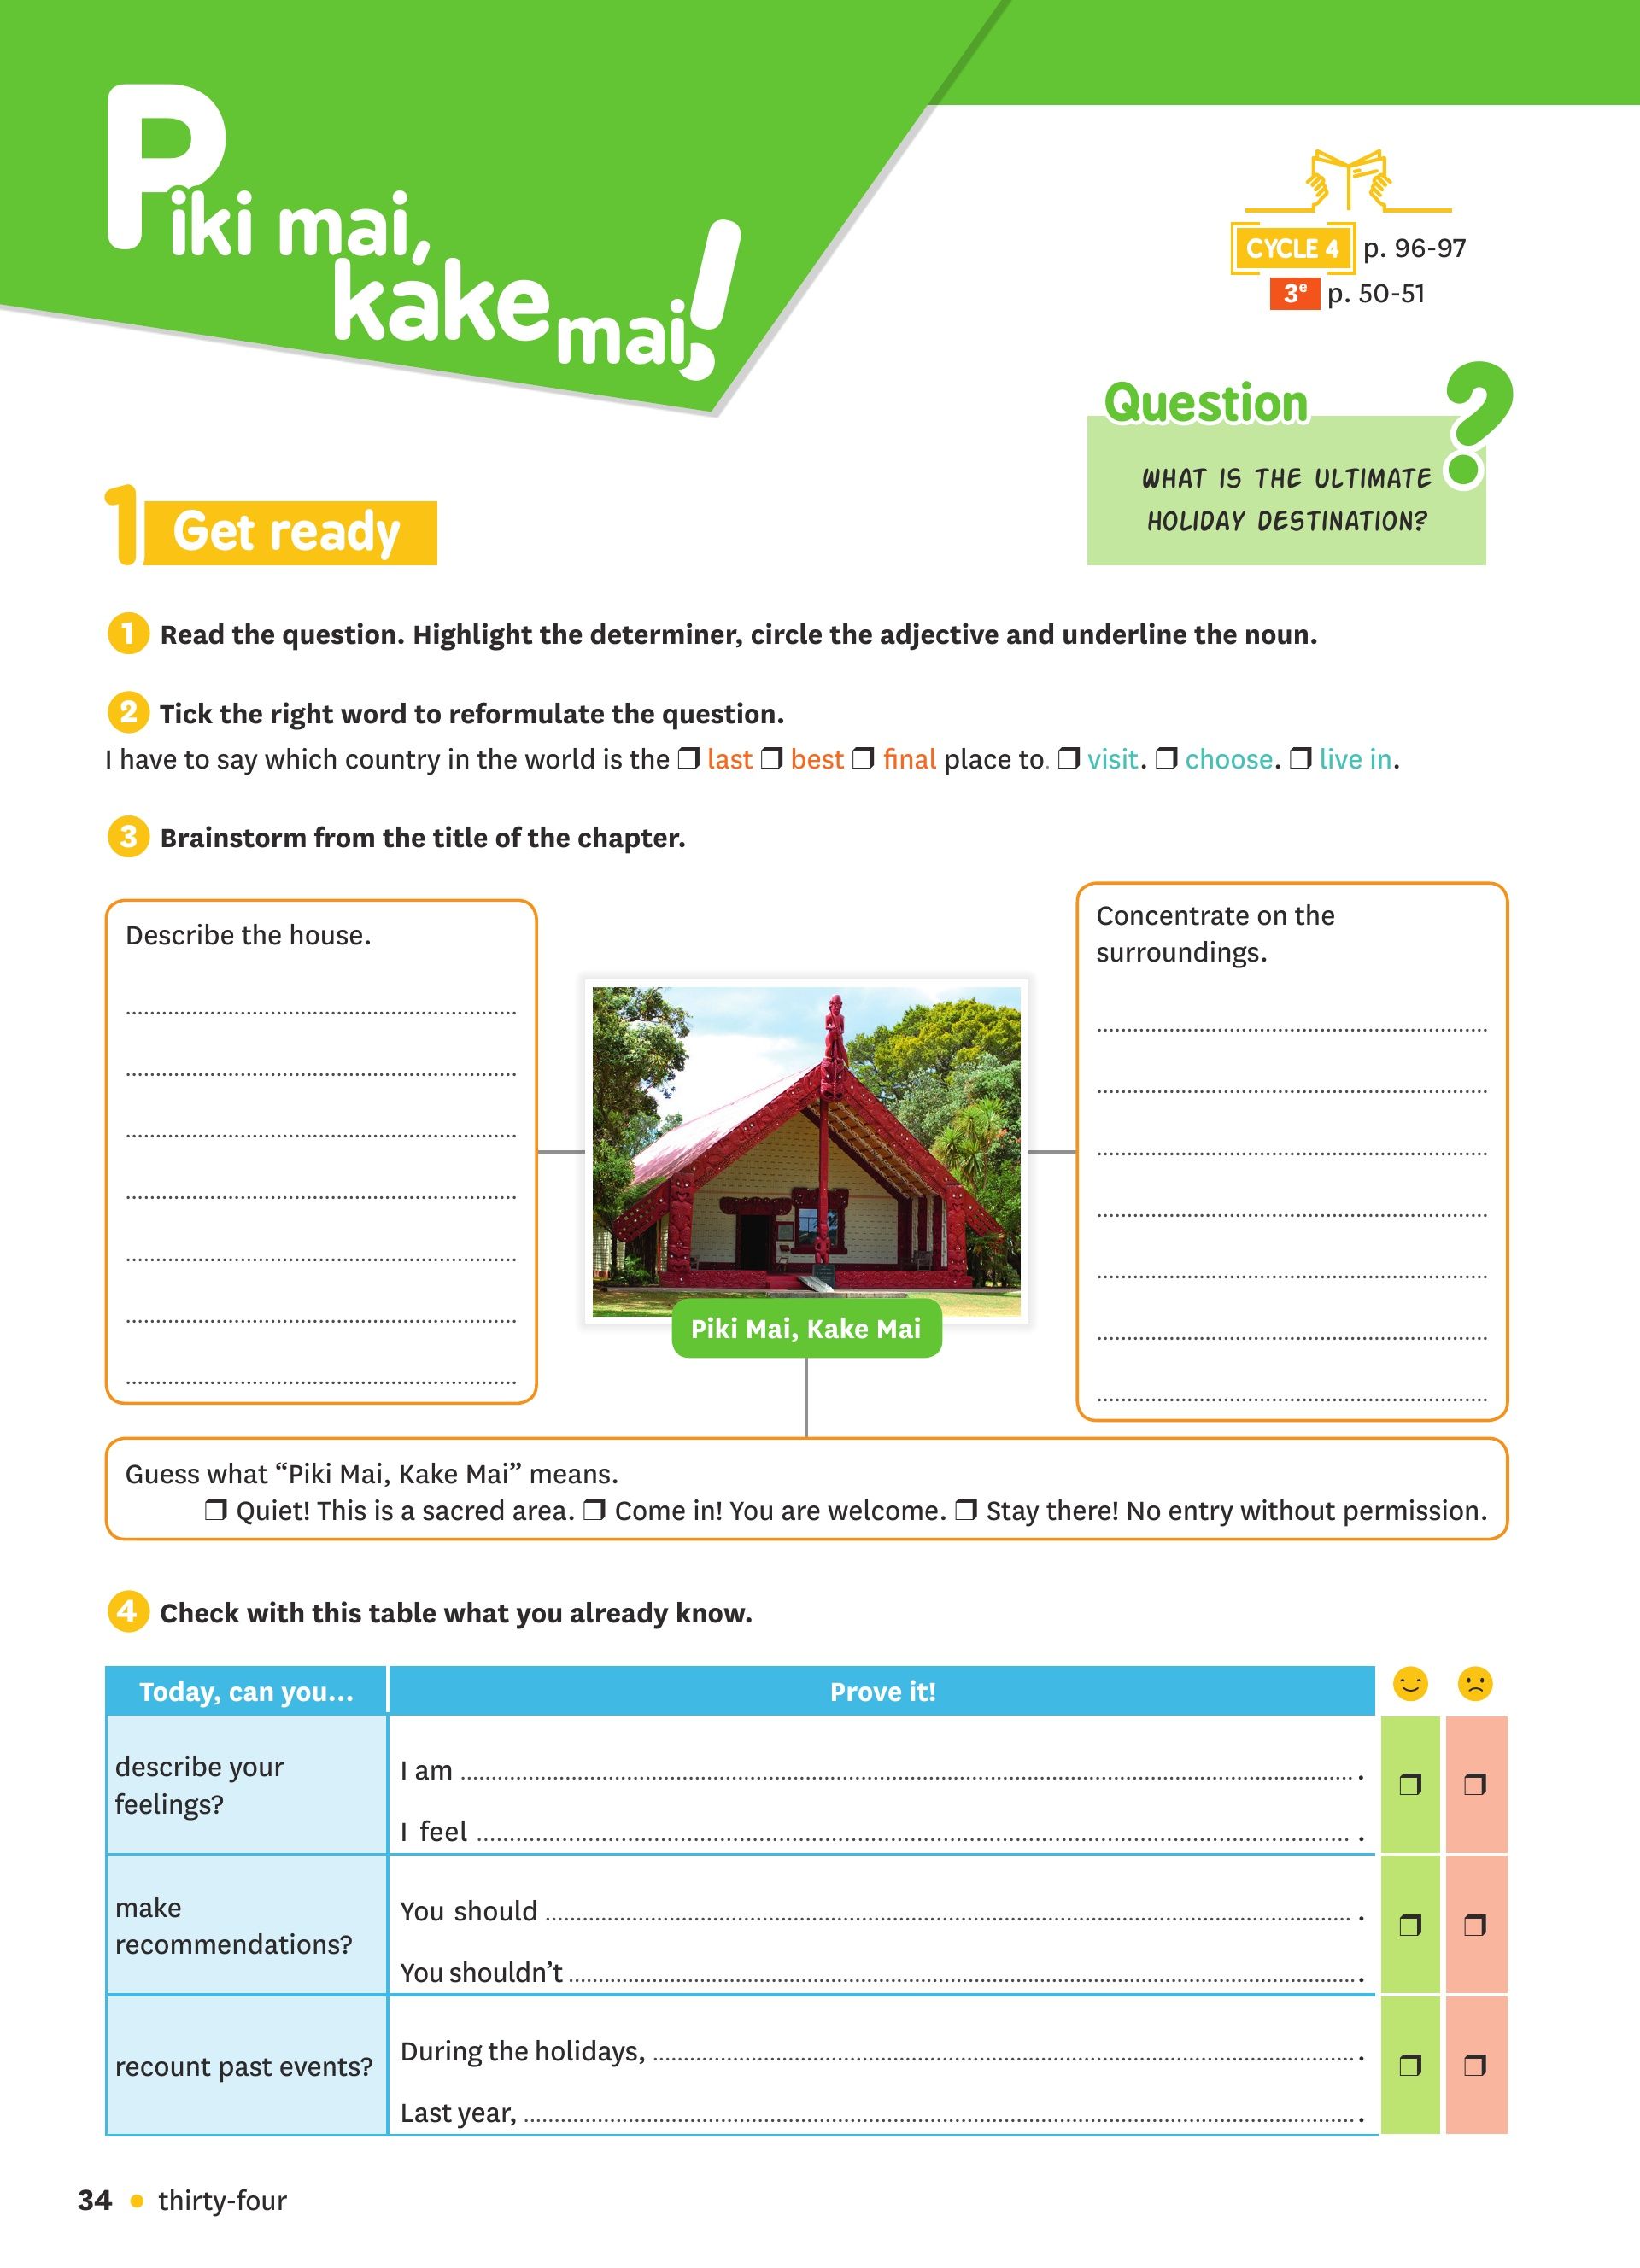 Piki mai,
kake mai!
CYCLE 4 p. 96-97
3e p. 50-51
Question ?
WHAT IS THE ULTIMATE
HOLIDAY DESTINATION?
1 Get ready
1 Read the question. Highlight the determiner, circle the adjective and underline the noun.
2 Tick the right word to reformulate the question.
I have to say which country in the world is the ❒ last ❒ best ❒ final place to. ❒ visit. ❒ choose. ❒ live in.
3 Brainstorm from the title of the chapter.
Describe the house.
Concentrate on the
surroundings.
Piki Mai, Kake Mai
Guess what “Piki Mai, Kake Mai” means.
❒ Quiet! This is a sacred area. ❒ Come in! You are welcome. ❒ Stay there! No entry without permission.
4 Check with this table what you already know.
Today, can you... Prove it!
describe your
feelings?
I am .
I feel .
make
recommendations?
You should .
You shouldn’t .
recount past events?
During the holidays, .
Last year, .
34 • thirty-four